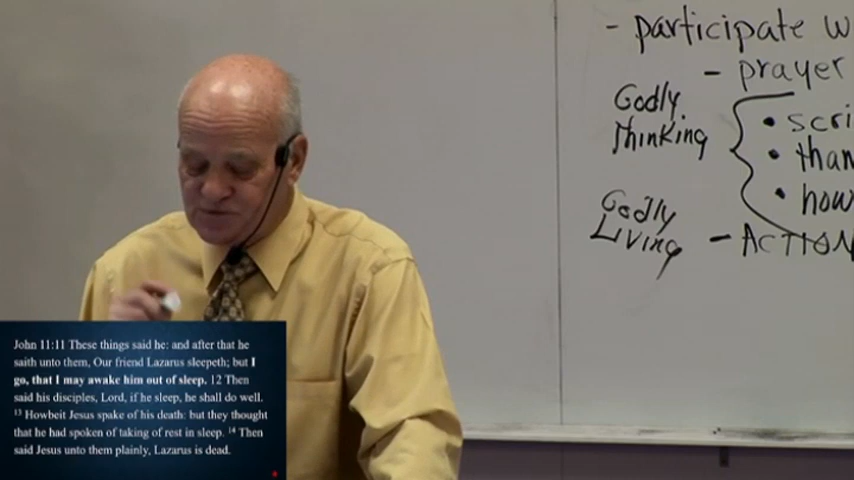 - participate w
- prayer
Godly
Thinking
• scri
• than
• how
Godly
Living
- ACTION
John 11:11 These things said he: and after that he
saith unto them, Our friend Lazarus sleepeth; but I
go, that I may awake him out of sleep. 12 Then
said his disciples, Lord, if he sleep, he shall do well.
13 Howbeit Jesus spake of his death: but they thought
that he had spoken of taking of rest in sleep. 14 Then
said Jesus unto them plainly, Lazarus is dead.